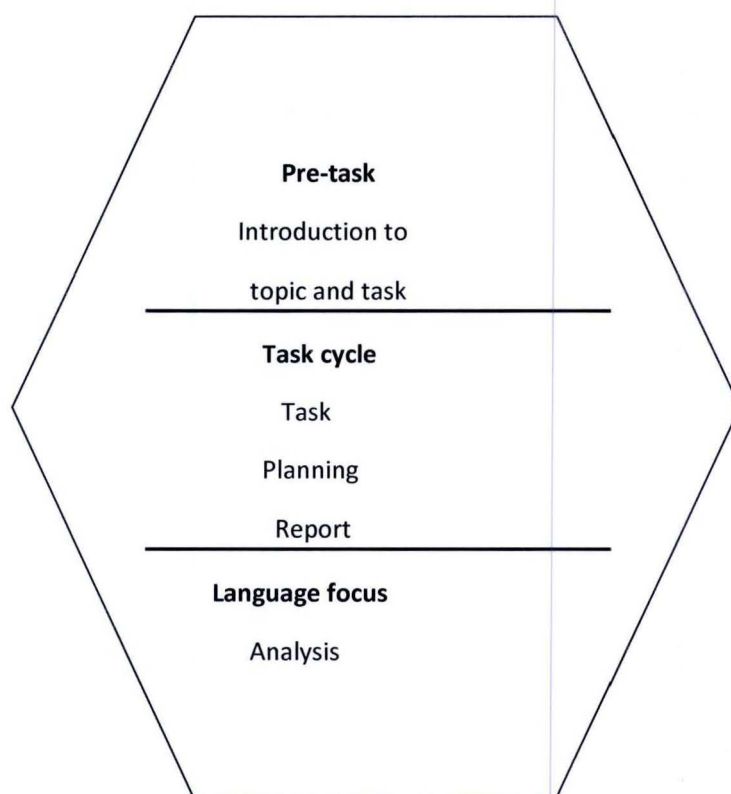 Pre-task
Introduction to
topic and task
Task cycle
Task
Planning
Report
Language focus
Analysis